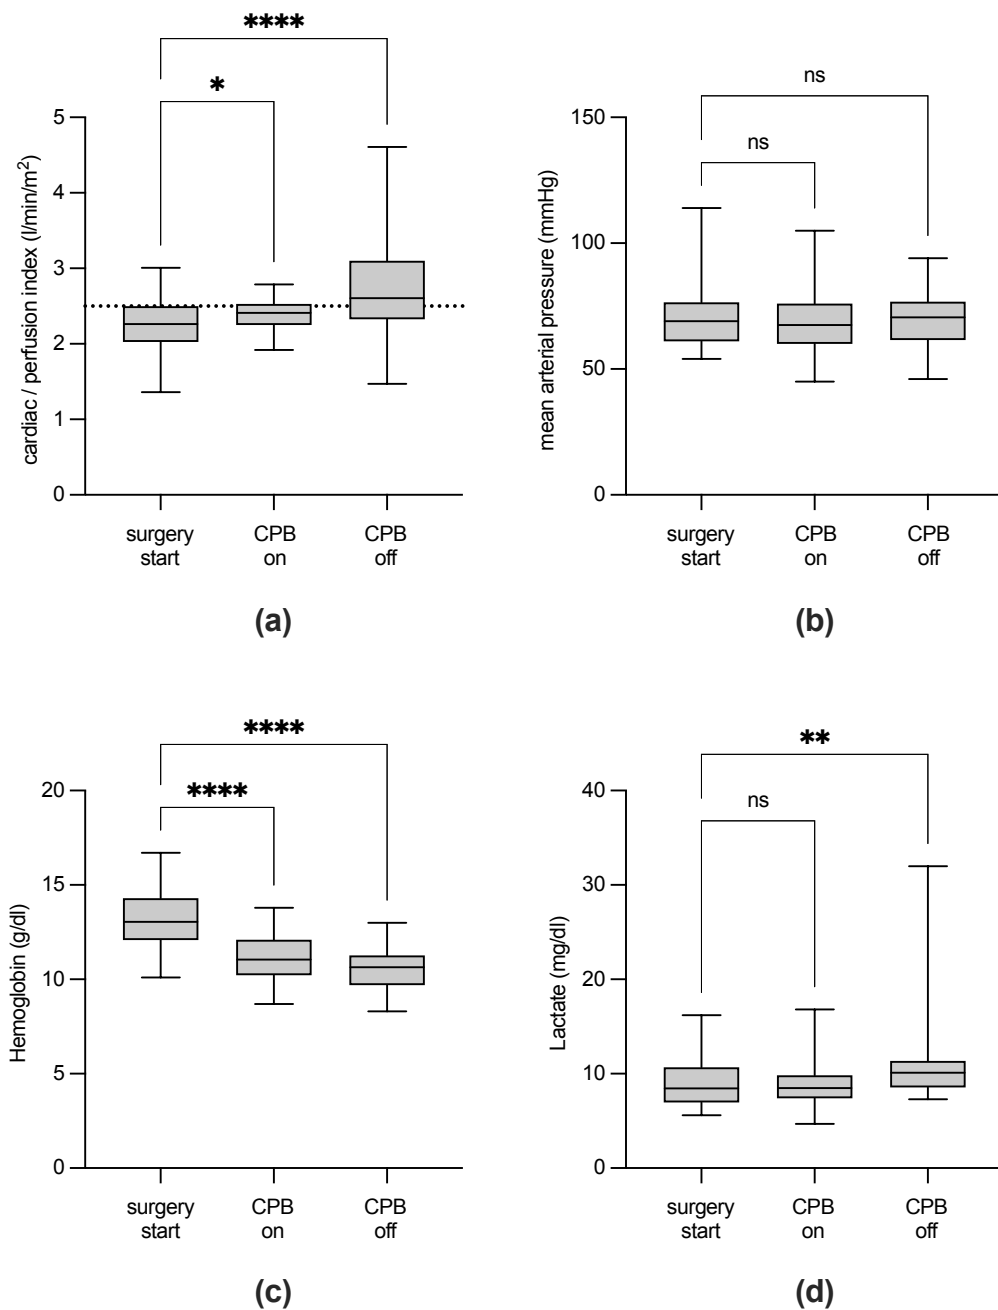 ****
*
cardiac / perfusion index (l/min/m²)
5
4
3
2
1
0
surgery
start
CPB
on
CPB
off
(a)
ns
ns
mean arterial pressure (mmHg)
150
100
50
0
surgery
start
CPB
on
CPB
off
(b)
****
****
Hemoglobin (g/dl)
20
15
10
5
0
surgery
start
CPB
on
CPB
off
(c)
**
ns
Lactate (mg/dl)
40
30
20
10
0
surgery
start
CPB
on
CPB
off
(d)